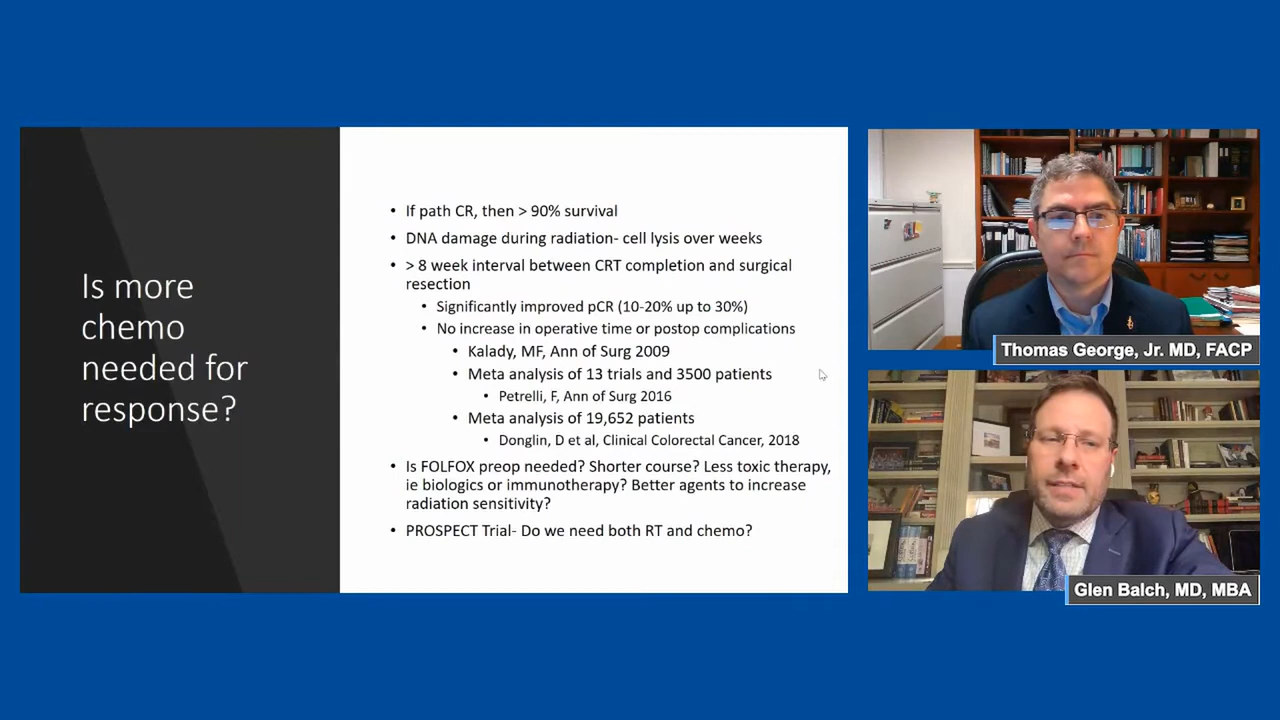 Is more
chemo
needed for
response?
• If path CR, then > 90% survival
• DNA damage during radiation- cell lysis over weeks
• > 8 week interval between CRT completion and surgical
resection
• Significantly improved pCR (10-20% up to 30%)
• No increase in operative time or postop complications
• Kalady, MF, Ann of Surg 2009
• Meta analysis of 13 trials and 3500 patients
• Petrelli, F, Ann of Surg 2016
• Meta analysis of 19,652 patients
• Donglin, D et al, Clinical Colorectal Cancer, 2018
• Is FOLFOX preop needed? Shorter course? Less toxic therapy,
ie biologics or immunotherapy? Better agents to increase
radiation sensitivity?
• PROSPECT Trial- Do we need both RT and chemo?
Thomas George, Jr. MD, FACP
Glen Balch, MD, MBA